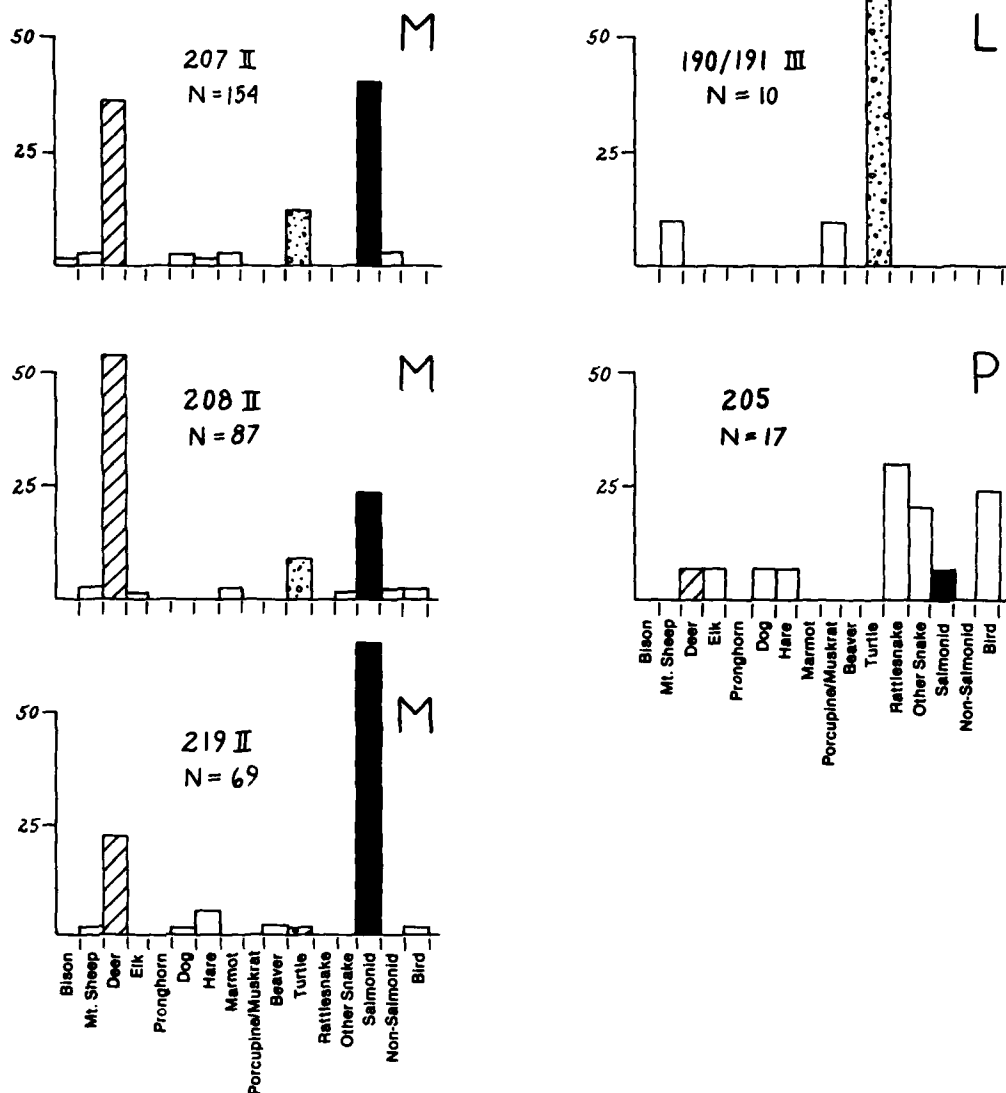 50
25
207 II
N = 154
M
50
25
190/191 III
N = 10
L
50
25
208 II
N = 87
M
50
25
205
N = 17
P
Bison
Mt. Sheep
Deer
Elk
Pronghorn
Dog
Hare
Marmot
Porcupine/Muskrat
Beaver
Turtle
Rattlesnake
Other Snake
Salmonid
Non-Salmonid
Bird
50
25
219 II
N = 69
M
Bison
Mt. Sheep
Deer
Elk
Pronghorn
Dog
Hare
Marmot
Porcupine/Muskrat
Beaver
Turtle
Rattlesnake
Other Snake
Salmonid
Non-Salmonid
Bird